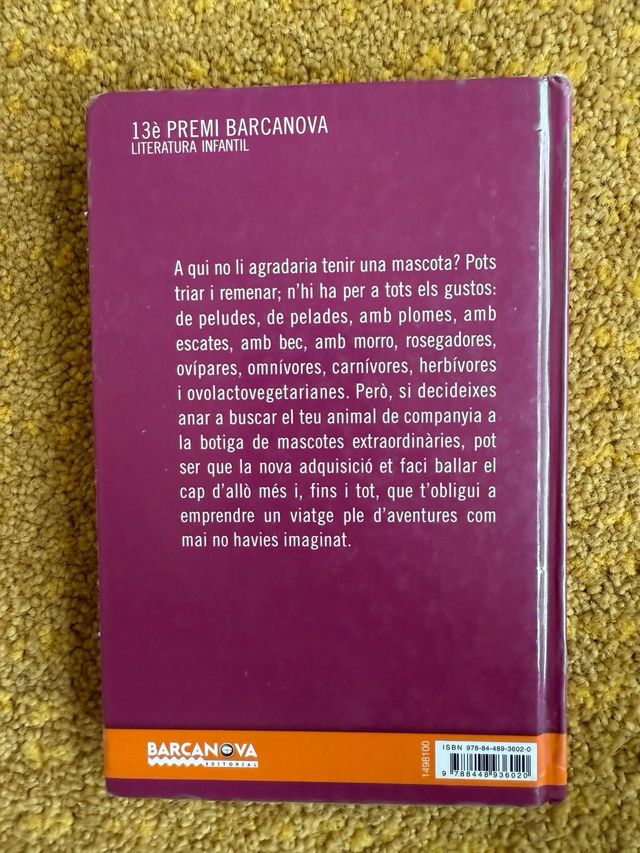 13è PREMI BARCANOVA
LITERATURA INFANTIL
A qui no li agradaria tenir una mascota? Pots
triar i remenar; n'hi ha per a tots els gustos:
de peludes, de pelades, amb plomes, amb
escates, amb bec, amb morro, rosegadores,
ovípares, omnívores, carnívores, herbívores
i ovolactovegetarianes. Però, si decideixes
anar a buscar el teu animal de companyia a
la botiga de mascotes extraordinàries, pot
ser que la nova adquisició et faci ballar el
cap d'allò més i, fins i tot, que t'obligui a
emprendre un viatge ple d'aventures com
mai no havies imaginat.
BARCANOVA
EDITORIAL
1498100
ISBN 978-84-489-3602-0
9 788448 936020